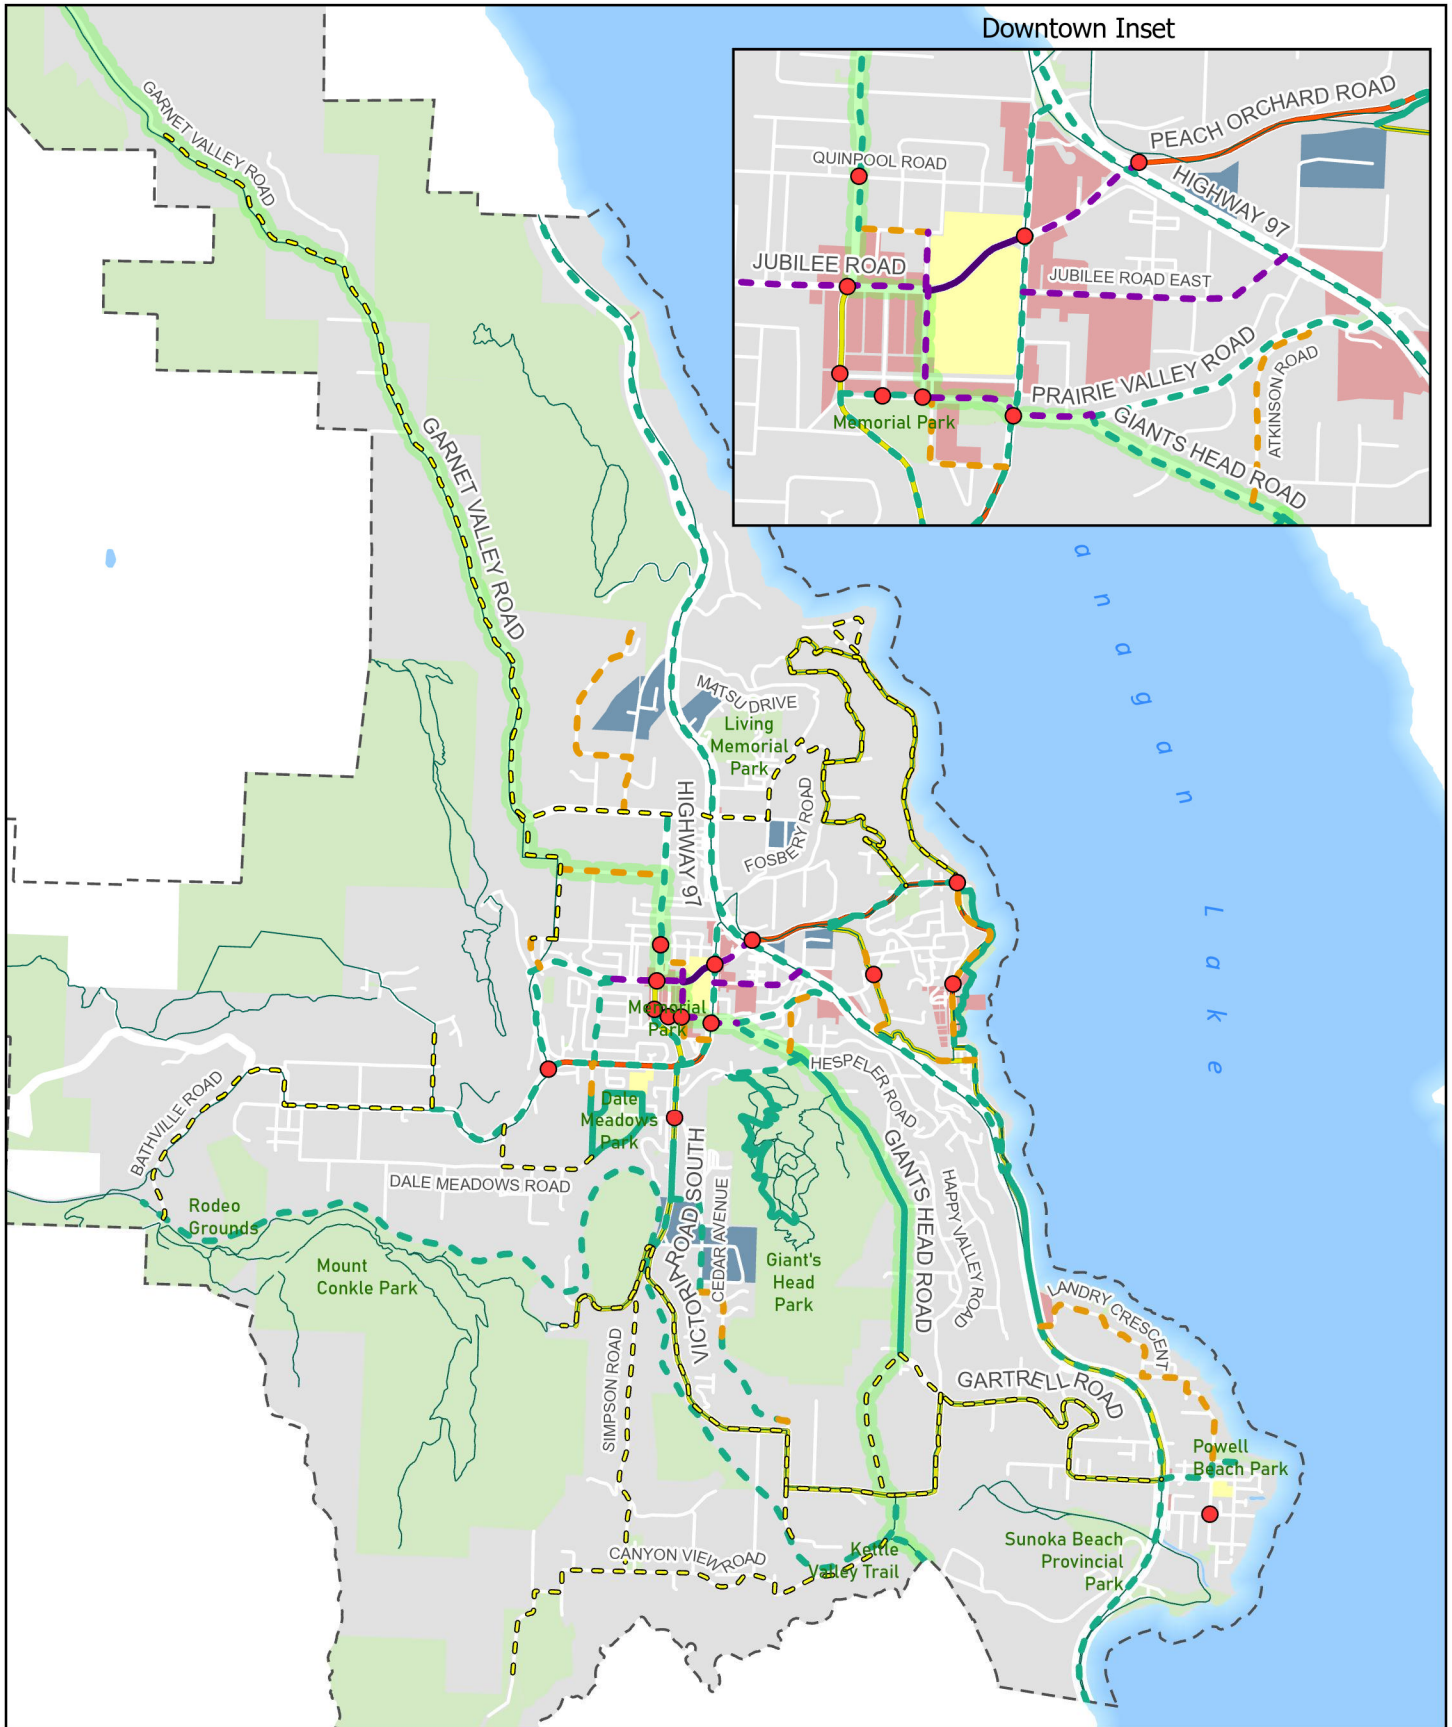 Downtown Inset
GARNET VALLEY ROAD
PEACH ORCHARD ROAD
QUINPOOL ROAD
HIGHWAY 97
JUBILEE ROAD
JUBILEE ROAD EAST
PRAIRIE VALLEY ROAD
ATKINSON ROAD
Memorial Park
GIANTS HEAD ROAD
GARNET VALLEY ROAD
anagan Lake
MATSU DRIVE
Living
Memorial
Park
HIGHWAY 97
FOSBERY ROAD
Memorial
Park
HESPELER ROAD
BATHVILLE ROAD
Dale
Meadows
Park
GIANTS HEAD ROAD
DALE MEADOWS ROAD
VICTORIA ROAD SOUTH
CEDAR AVENUE
HAPPY VALLEY ROAD
Rodeo
Grounds
Mount
Conkle Park
Giant's
Head
Park
LANDRY CRESCENT
SIMPSON ROAD
GARTRELL ROAD
Powell
Beach Park
CANYON VIEW ROAD
Kettle
Valley Trail
Sunoka Beach
Provincial
Park